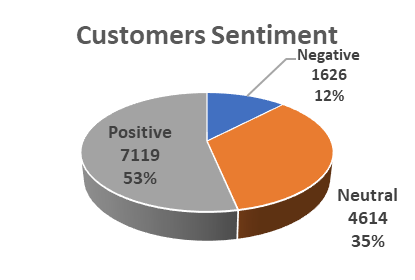 Customers Sentiment
Negative
1626
12%
Positive
7119
53%
Neutral
4614
35%